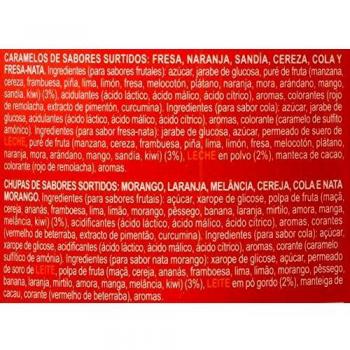 CARAMELOS DE SABORES SURTIDOS: FRESA, NARANJA, SANDÍA, CEREZA, COLA Y
FRESA-NATA. Ingredientes (para sabores frutales): azúcar, jarabe de glucosa, puré de fruta (manzana,
cereza, frambuesa, piña, lima, limón, fresa, melocotón, plátano, naranja, mora, arándano, mango,
sandía, kiwi) (3%), acidulantes (ácido láctico, ácido málico, ácido cítrico), aromas, colorantes (rojo
de remolacha, extracto de pimentón, curcumina). Ingredientes (para sabor cola): azúcar, jarabe de
glucosa, acidulantes (ácido láctico, ácido málico, ácido cítrico), aromas, colorante (caramelo de sulfito
amónico). Ingredientes (para sabor fresa-nata): jarabe de glucosa, azúcar, permeado de suero de
LECHE, puré de fruta (manzana, cereza, frambuesa, piña, lima, limón, fresa, melocotón, plátano,
naranja, mora, arándano, mango, sandía, kiwi) (3%), LECHE en polvo (2%), manteca de cacao,
colorante (rojo de remolacha), aromas.
CHUPAS DE SABORES SORTIDOS: MORANGO, LARANJA, MELÂNCIA, CEREJA, COLA E NATA
MORANGO. Ingredientes (para sabores frutais): açúcar, xarope de glicose, polpa de fruta (maçã,
cereja, ananás, framboesa, lima, limão, morango, pêssego, banana, laranja, mirtilo, amora, manga,
melância, kiwi) (3%), acidificantes (ácido láctico, ácido málico, ácido cítrico), aromas, corantes
(vermelho de beterraba, extracto de pimentão, curcumina). Ingredientes (para sabor cola): açúcar,
xarope de glicose, acidificantes (ácido láctico, ácido málico, ácido cítrico), aromas, corante (caramelo
sulfítico de amónia). Ingredientes (para sabor nata morango): xarope de glicose, açúcar, permeado de
soro de LEITE, polpa de fruta (maçã, cereja, ananás, framboesa, lima, limão, morango, pêssego,
banana, laranja, mirtilo, amora, manga, melância, kiwi) (3%), LEITE em pó gordo (2%), manteiga de
cacau, corante (vermelho de beterraba), aromas.